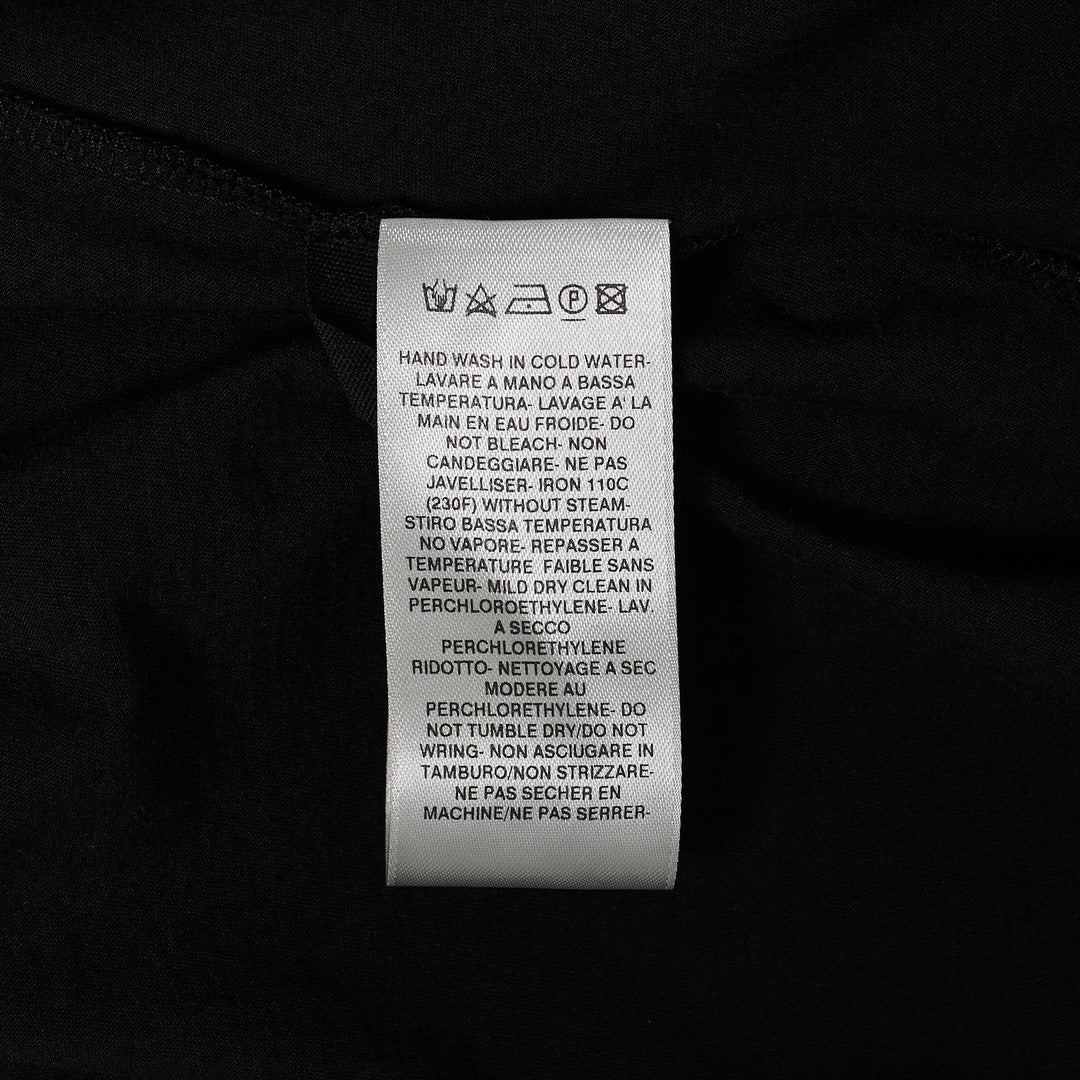 P
HAND WASH IN COLD WATER-
LAVARE A MANO A BASSA
TEMPERATURA- LAVAGE A' LA
MAIN EN EAU FROIDE- DO
NOT BLEACH- NON
CANDEGGIARE- NE PAS
JAVELLISER- IRON 110C
(230F) WITHOUT STEAM-
STIRO BASSA TEMPERATURA
NO VAPORE- REPASSER A
TEMPERATURE FAIBLE SANS
VAPEUR- MILD DRY CLEAN IN
PERCHLOROETHYLENE- LAV.
A SECCO
PERCHLORETHYLENE
RIDOTTO- NETTOYAGE A SEC
MODERE AU
PERCHLORETHYLENE- DO
NOT TUMBLE DRY/DO NOT
WRING- NON ASCIUGARE IN
TAMBURO/NON STRIZZARE-
NE PAS SECHER EN
MACHINE/NE PAS SERRER-